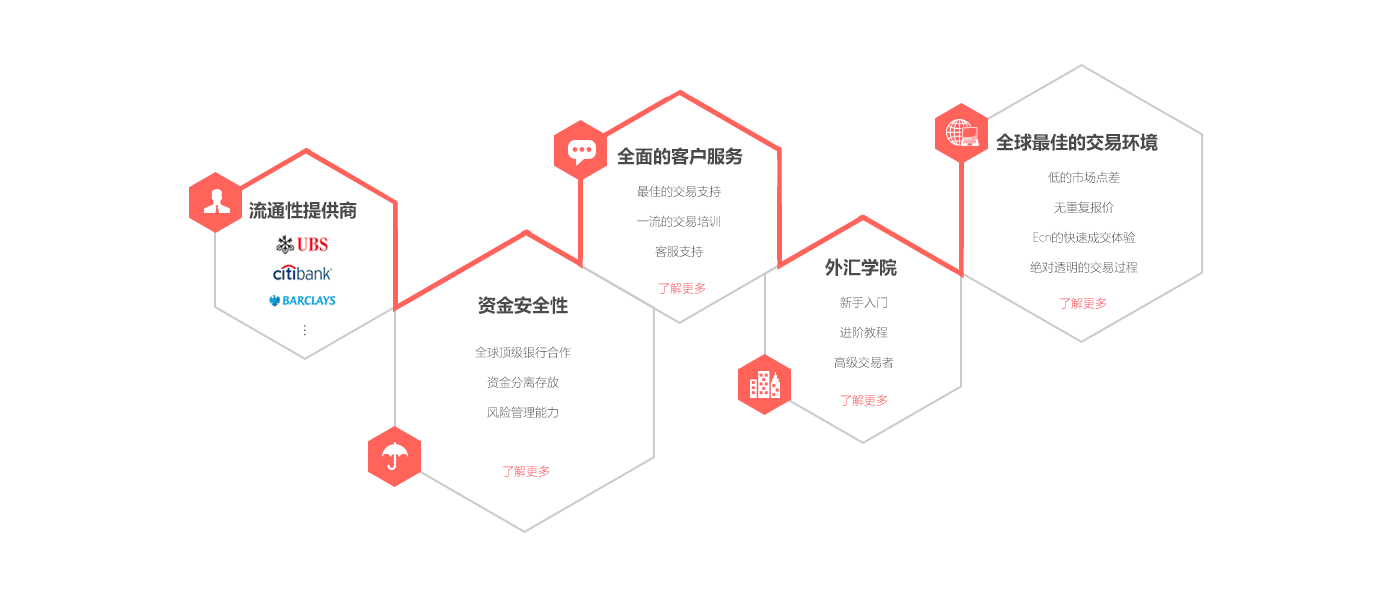 流通性提供商
UBS
citibank
BARCLAYS
⋮
资金安全性
全球顶级银行合作
资金分离存放
风险管理能力
了解更多
全面的客户服务
最佳的交易支持
一流的交易培训
客服支持
了解更多
外汇学院
新手入门
进阶教程
高级交易者
了解更多
全球最佳的交易环境
低的市场点差
无重复报价
Ecn的快速成交体验
绝对透明的交易过程
了解更多